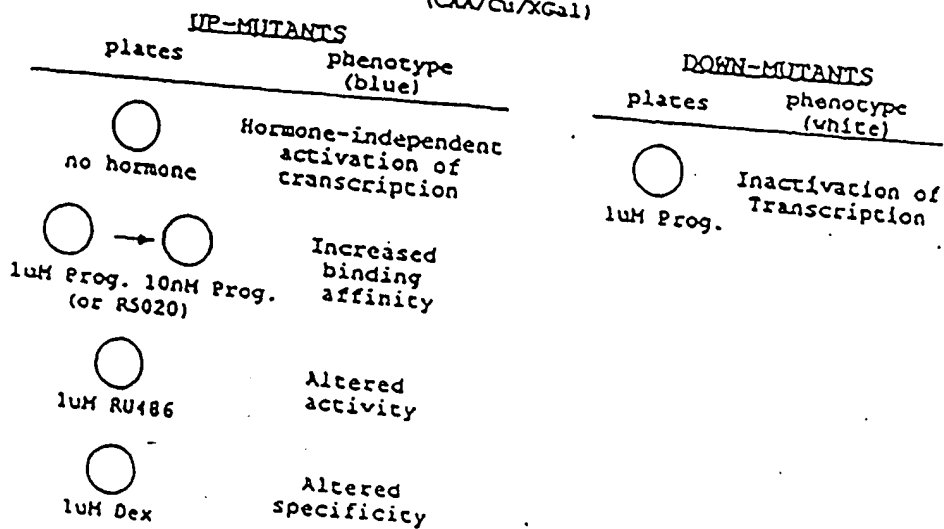 (CAA/Cu/XGal)
UP-MUTANTS
plates
phenotype
(blue)
no hormone
Hormone-independent
activation of
transcription
1uM Prog. 10nM Prog.
(or R5020)
Increased
binding
affinity
1uM RU486
Altered
activity
1uM Dex
Altered
specificity
DOWN-MUTANTS
plates
phenotype
(white)
1uM Prog.
Inactivation of
Transcription